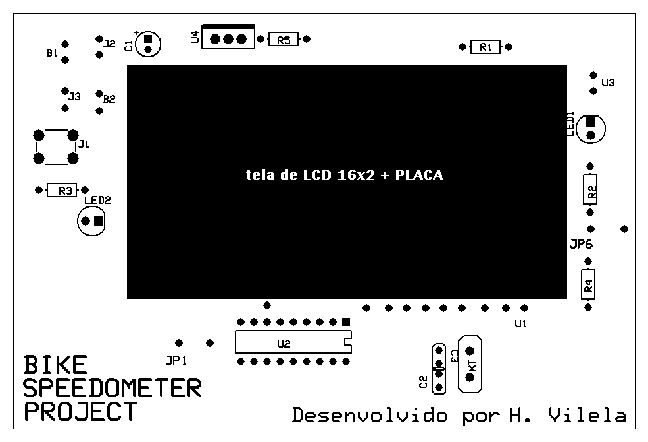 B1
J2
C1
+
U4
R5
R1
U3
J3
B2
LED1
J1
tela de LCD 16x2 + PLACA
R3
LED2
R2
JP6
R4
U1
U2
JP1
C2
C3
XT
BIKE
SPEEDOMETER
PROJECT
Desenvolvido por H. Vilela